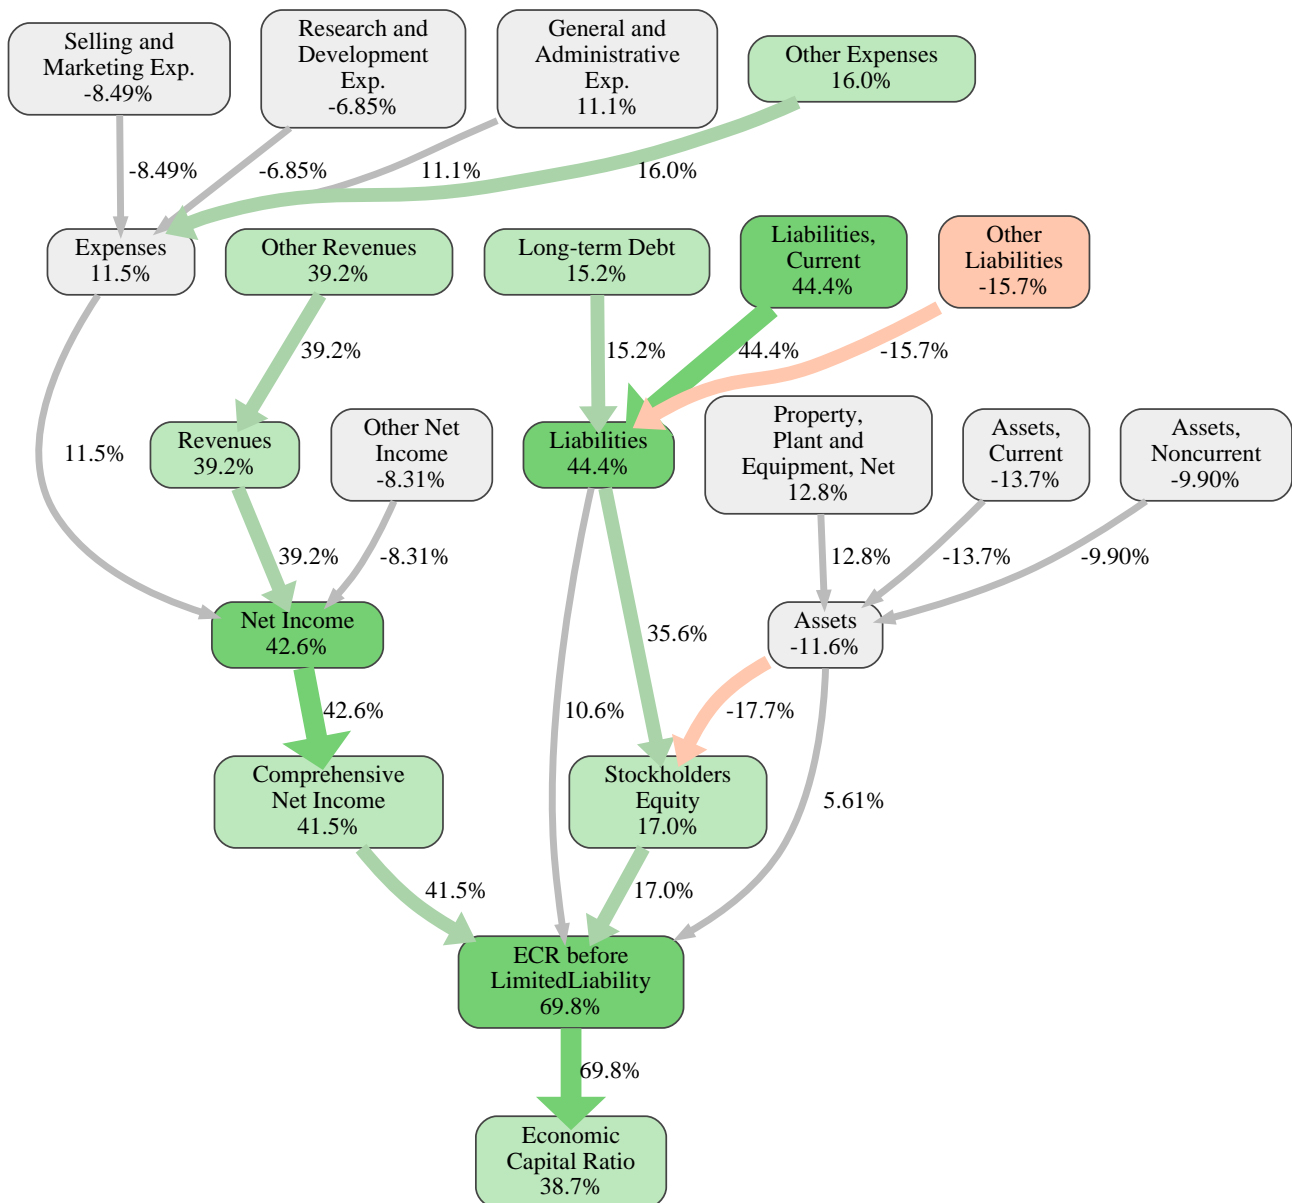 Selling and
Marketing Exp.
-8.49%
Research and
Development
Exp.
-6.85%
General and
Administrative
Exp.
11.1%
Other Expenses
16.0%
-8.49%
-6.85%
11.1%
16.0%
Expenses
11.5%
Other Revenues
39.2%
Long-term Debt
15.2%
Liabilities,
Current
44.4%
Other
Liabilities
-15.7%
39.2%
15.2%
44.4%
-15.7%
11.5%
Revenues
39.2%
Other Net
Income
-8.31%
Liabilities
44.4%
Property,
Plant and
Equipment, Net
12.8%
Assets,
Current
-13.7%
Assets,
Noncurrent
-9.90%
39.2%
-8.31%
12.8%
-13.7%
-9.90%
Net Income
42.6%
35.6%
Assets
-11.6%
42.6%
10.6%
-17.7%
Comprehensive
Net Income
41.5%
Stockholders
Equity
17.0%
5.61%
41.5%
17.0%
ECR before
LimitedLiability
69.8%
69.8%
Economic
Capital Ratio
38.7%